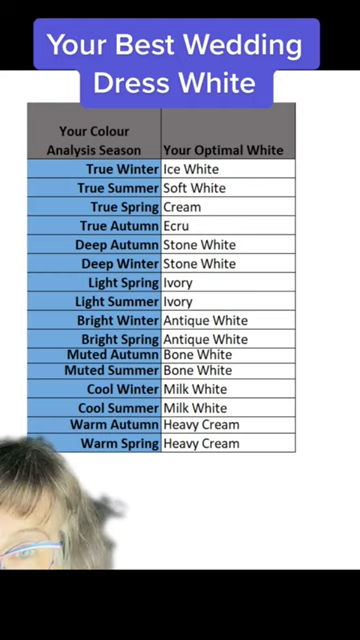 Your Best Wedding
Dress White
Your Colour
Analysis Season Your Optimal White
True Winter Ice White
True Summer Soft White
True Spring Cream
True Autumn Ecru
Deep Autumn Stone White
Deep Winter Stone White
Light Spring Ivory
Light Summer Ivory
Bright Winter Antique White
Bright Spring Antique White
Muted Autumn Bone White
Muted Summer Bone White
Cool Winter Milk White
Cool Summer Milk White
Warm Autumn Heavy Cream
Warm Spring Heavy Cream